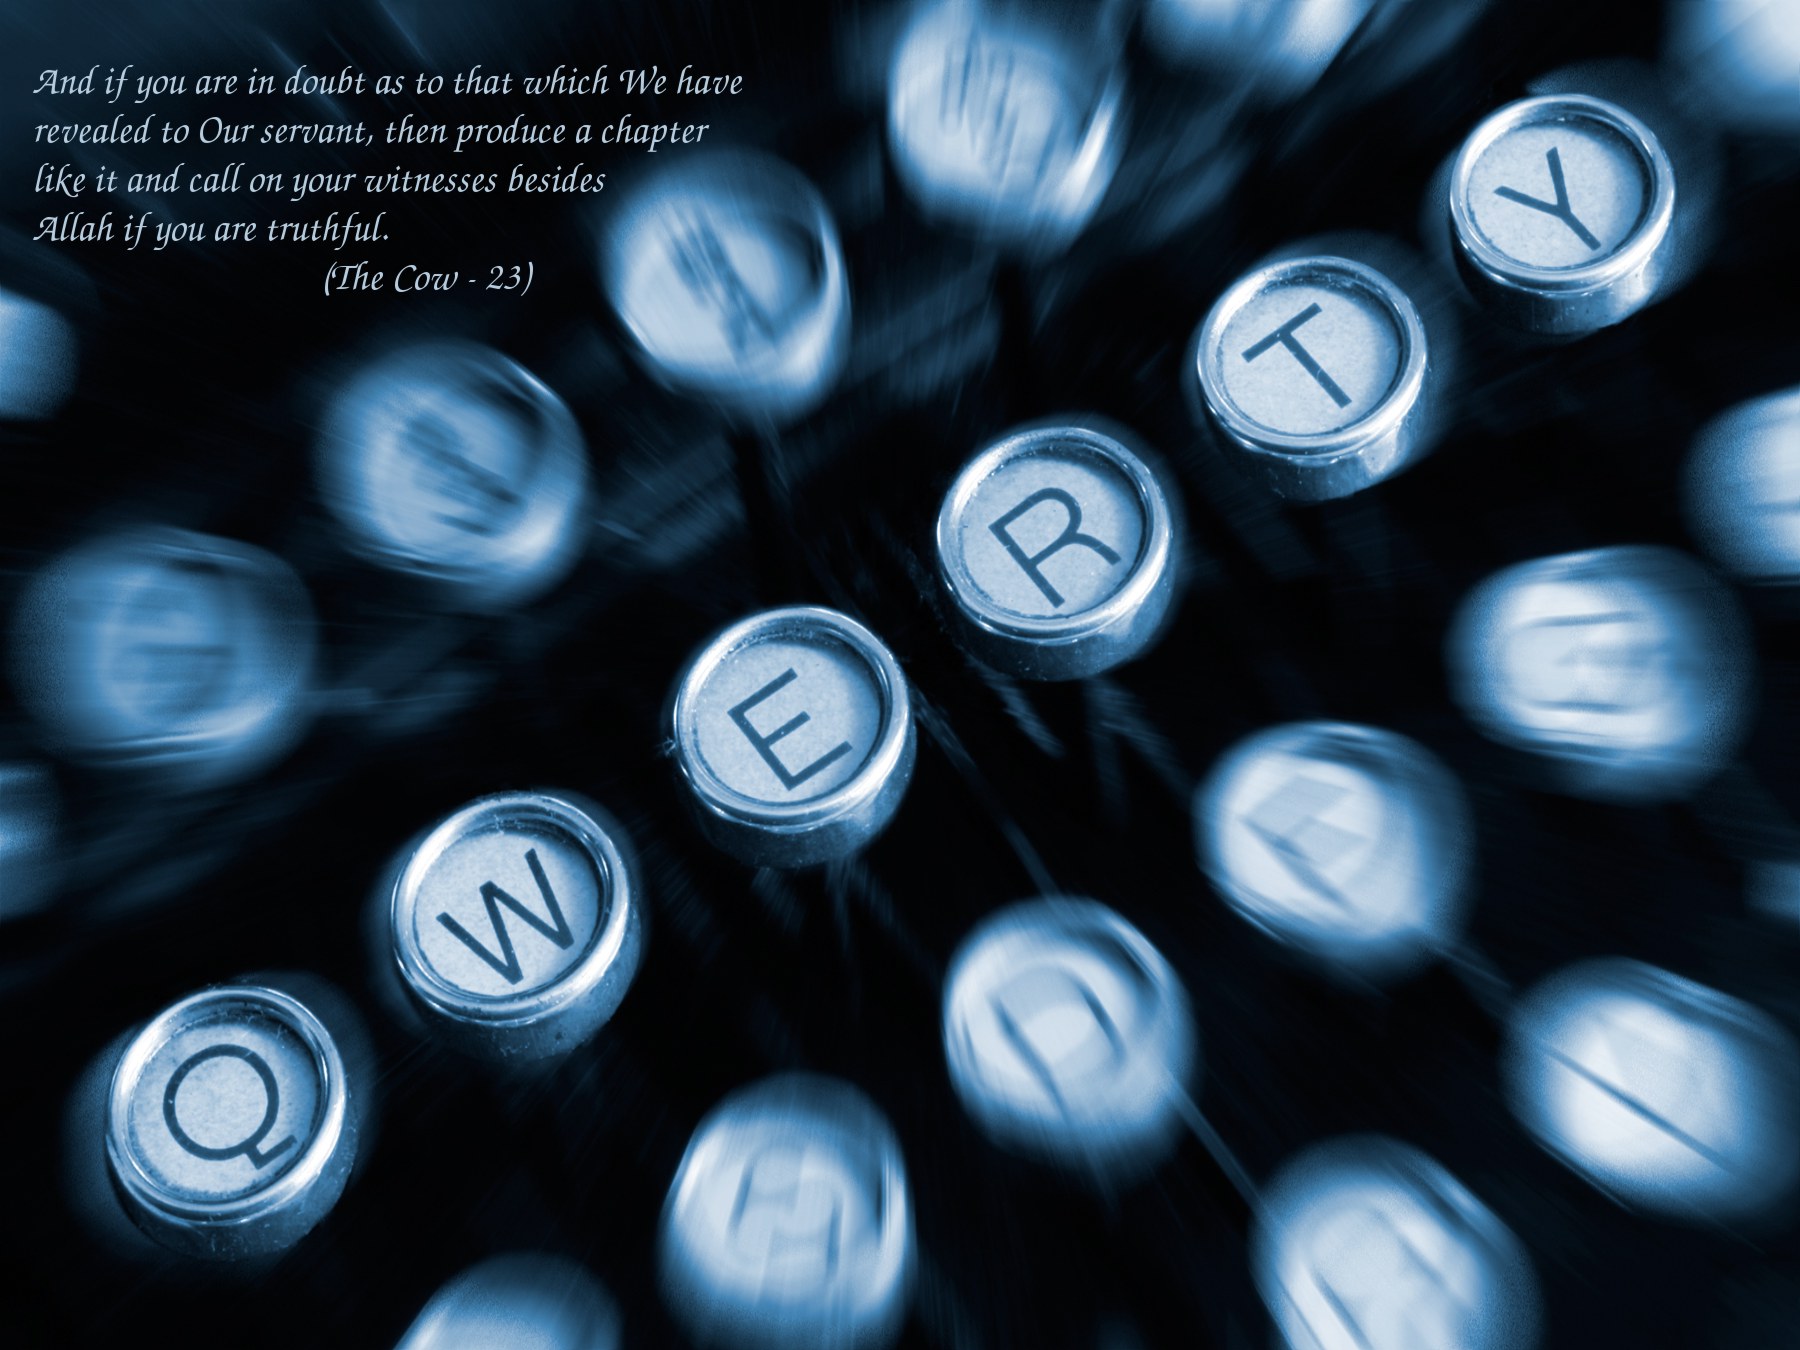 And if you are in doubt as to that which We have
revealed to Our servant, then produce a chapter
like it and call on your witnesses besides
Allah if you are truthful.
(The Cow - 23)
Y
T
R
E
W
Q